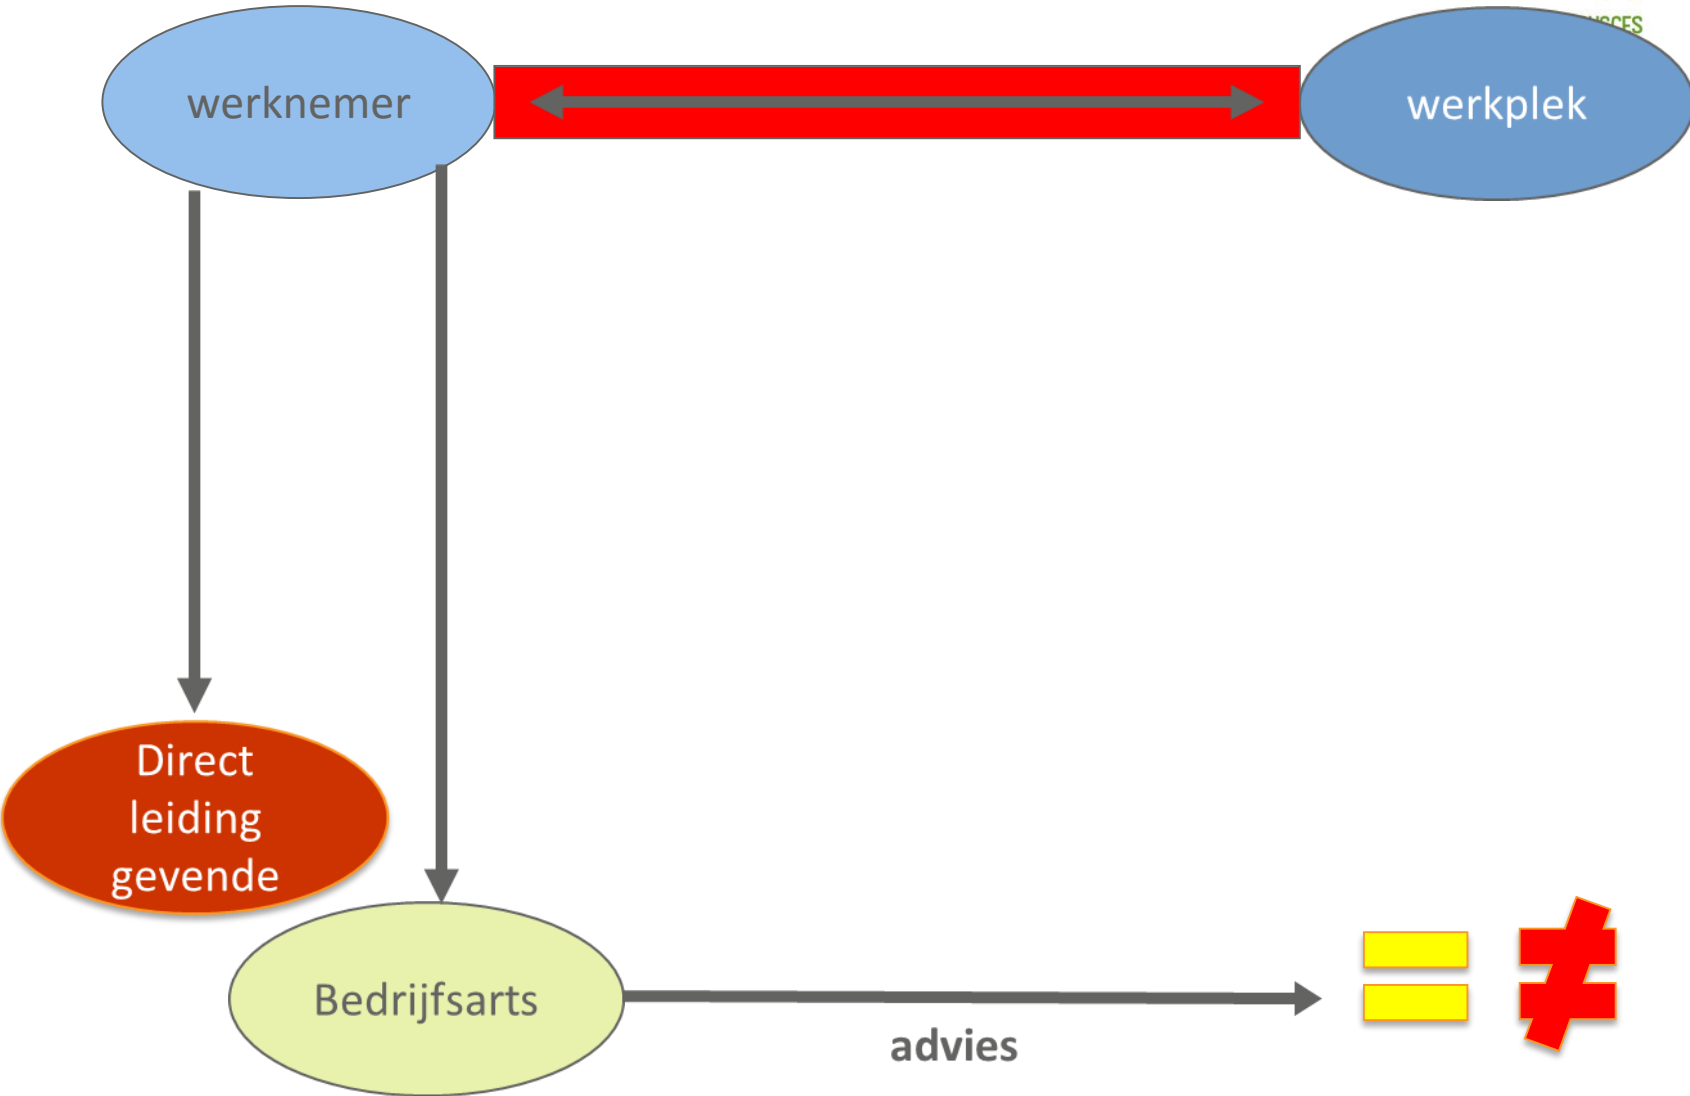 werknemer
werkplek
Direct
leiding
gevende
Bedrijfsarts
advies